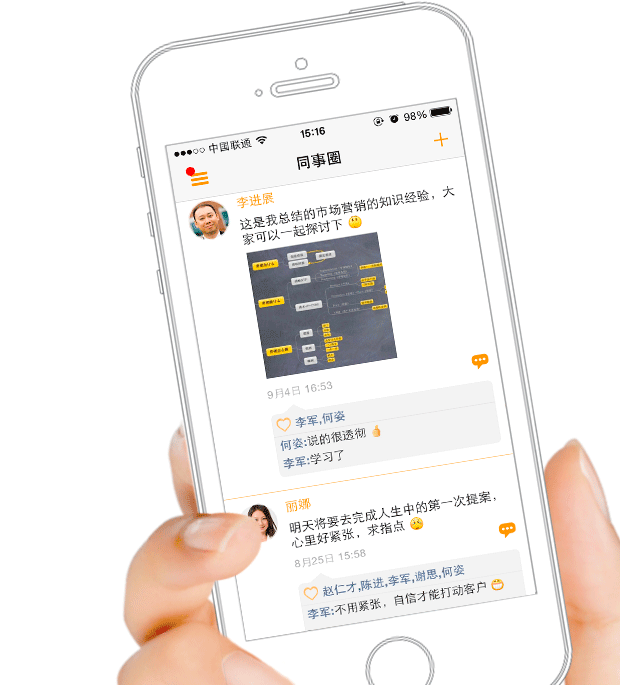 中国联通
15:16
98%
同事圈
李进展
这是我总结的市场营销的知识经验，大
家可以一起探讨下
9月4日 16:53
李军,何姿
何姿:说的很透彻
李军:学习了
丽娜
明天将要去完成人生中的第一次提案，
心里好紧张，求指点
8月25日 15:58
赵仁才,陈进,李军,谢思,何姿
李军:不用紧张，自信才能打动客户